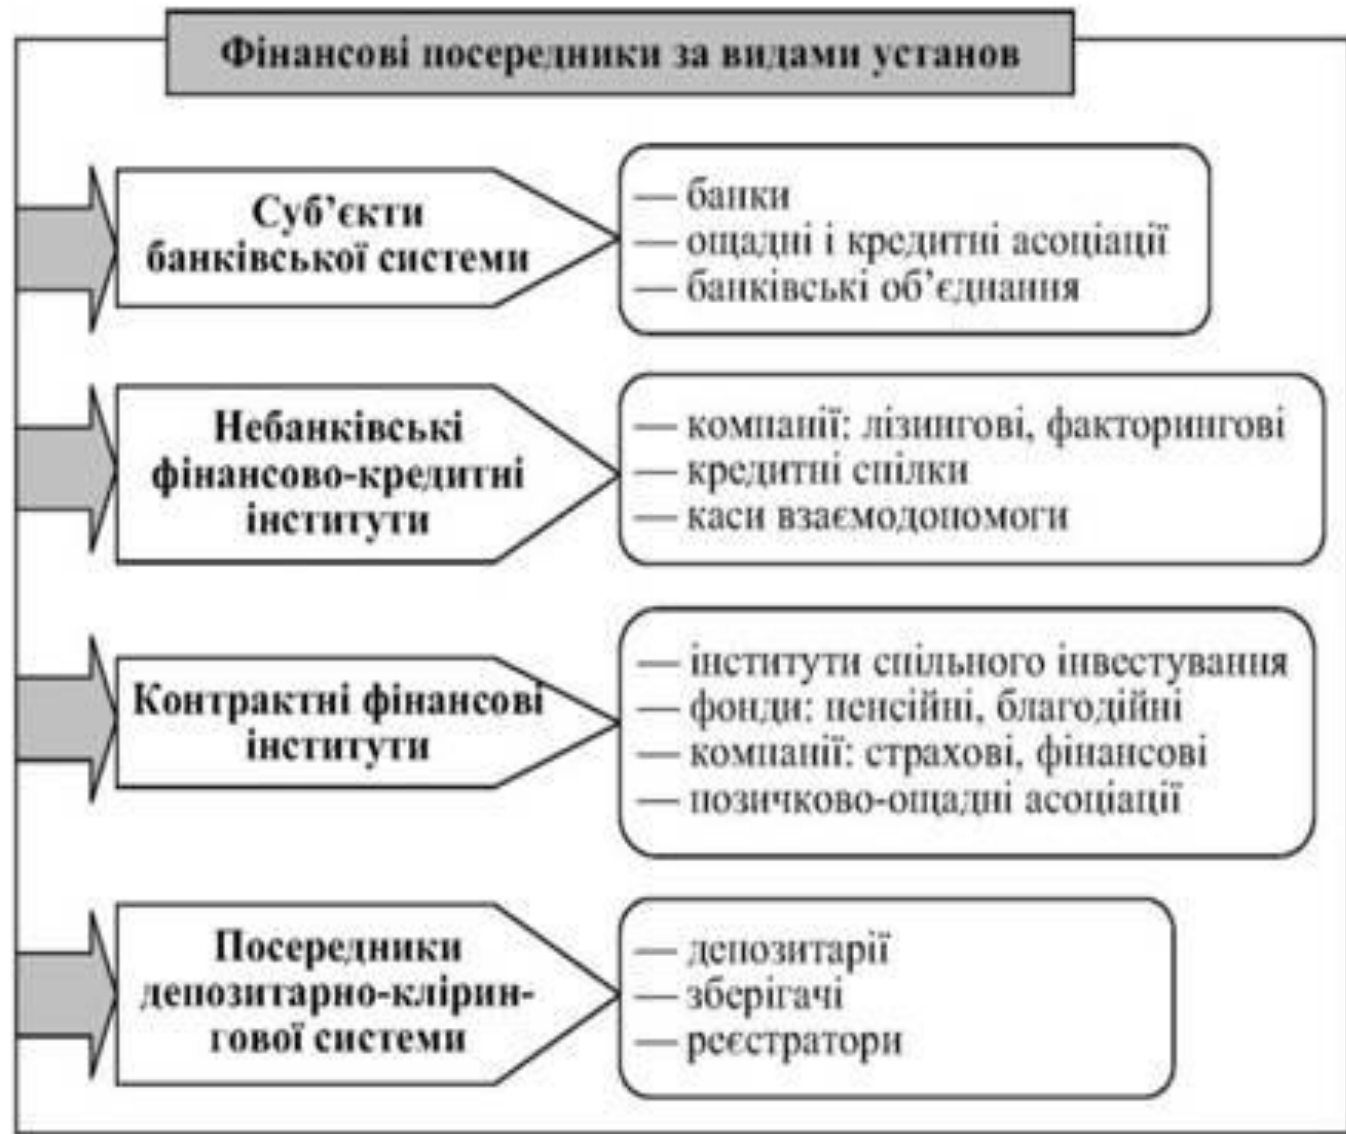 Фінансові посередники за видами установ
Суб’єкти
банківської системи
— банки
— ощадні і кредитні асоціації
— банківські об’єднання
Небанківські
фінансово-кредитні
інститути
— компанії: лізингові, факторингові
— кредитні спілки
— каси взаємодопомоги
Контрактні фінансові
інститути
— інститути спільного інвестування
— фонди: пенсійні, благодійні
— компанії: страхові, фінансові
— позичково-ощадні асоціації
Посередники
депозитарно-клірин-
гової системи
— депозитарії
— зберігачі
— реєстратори